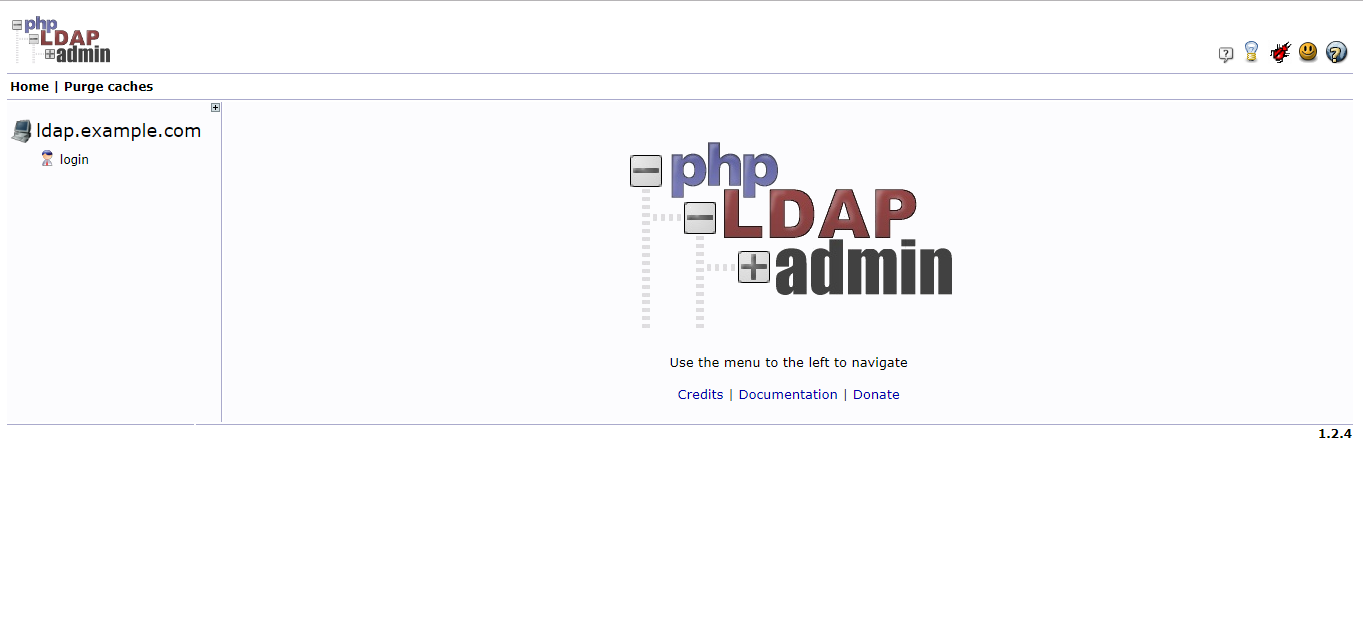 php
LDAP
admin
Home | Purge caches
ldap.example.com
login
php
LDAP
admin
Use the menu to the left to navigate
Credits | Documentation | Donate
1.2.4